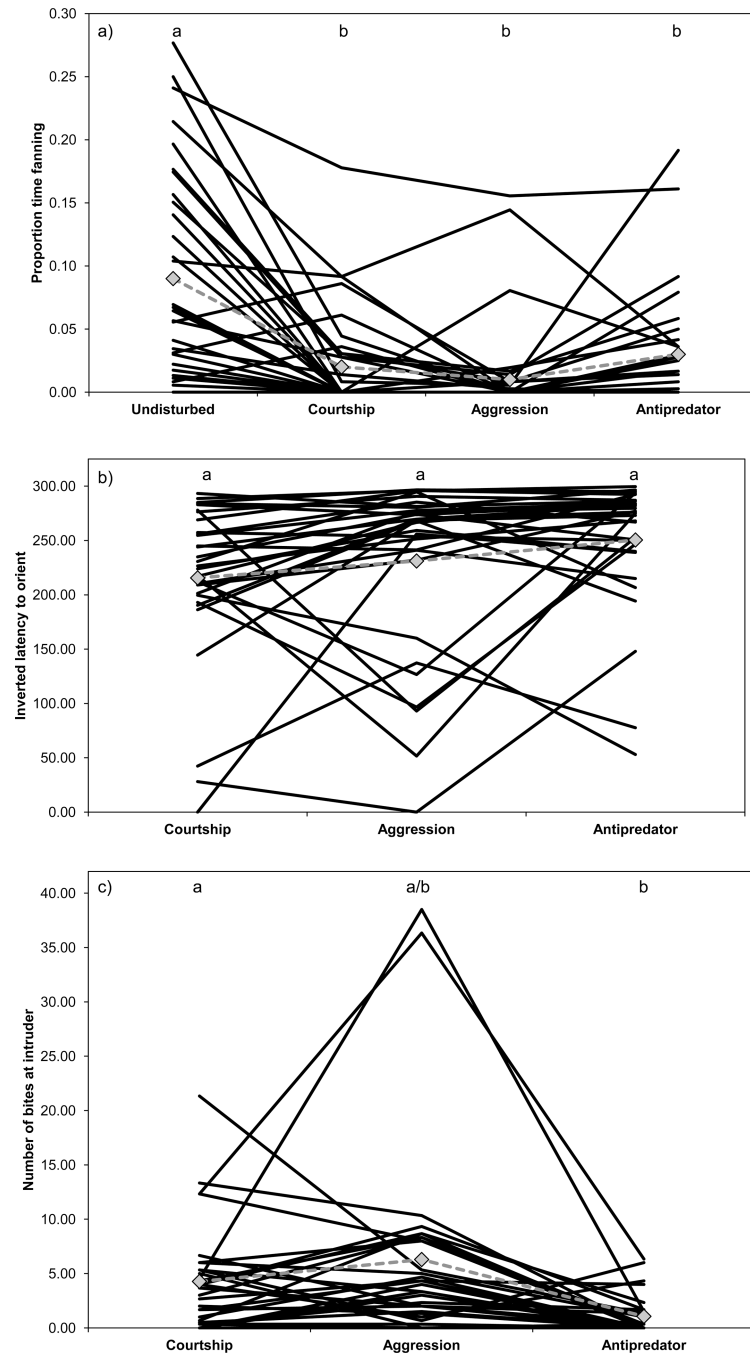 a) a b b b
Proportion time fanning
0.30
0.25
0.20
0.15
0.10
0.05
0.00
Undisturbed Courtship Aggression Antipredator
b) a a a
Inverted latency to orient
300.00
250.00
200.00
150.00
100.00
50.00
0.00
Courtship Aggression Antipredator
c) a a/b b
Number of bites at intruder
40.00
35.00
30.00
25.00
20.00
15.00
10.00
5.00
0.00
Courtship Aggression Antipredator